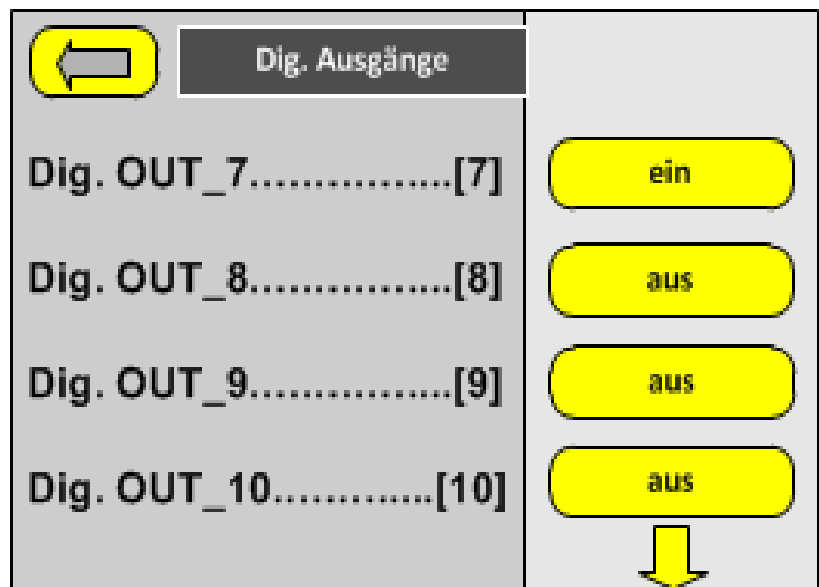 Dig. Ausgänge
Dig. OUT_7................[7] ein
Dig. OUT_8................[8] aus
Dig. OUT_9................[9] aus
Dig. OUT_10.............[10] aus